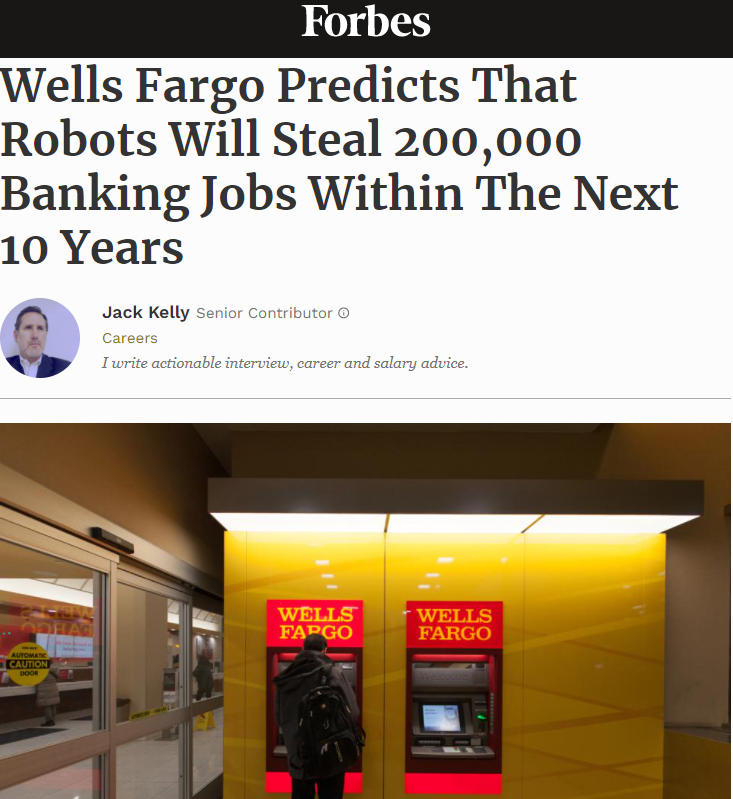 Forbes
Wells Fargo Predicts That
Robots Will Steal 200,000
Banking Jobs Within The Next
10 Years
Jack Kelly Senior Contributor
Careers
I write actionable interview, career and salary advice.
WELLS
FARGO
WELLS
FARGO
AUTOMATIC
CAUTION
DOOR